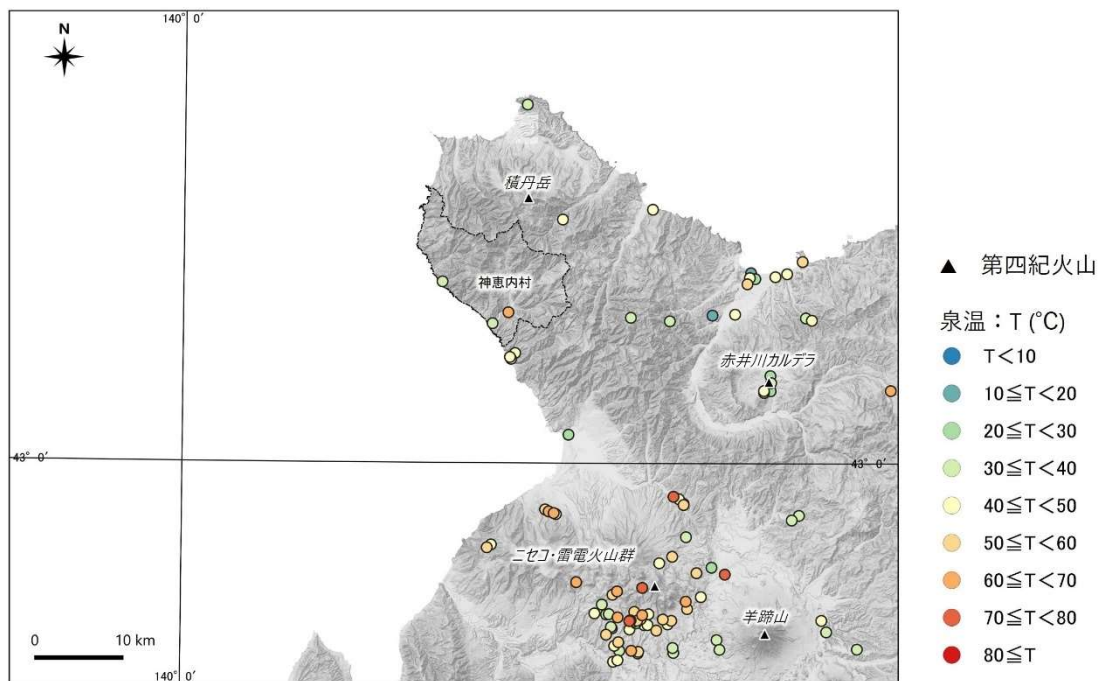 140° 0′
N
積丹岳
神恵内村
赤井川カルデラ
43° 0′
43° 0′
ニセコ・雷電火山群
羊蹄山
0 10 km
140° 0′
▲ 第四紀火山
泉温：T (℃)
T＜10
10≦T＜20
20≦T＜30
30≦T＜40
40≦T＜50
50≦T＜60
60≦T＜70
70≦T＜80
80≦T